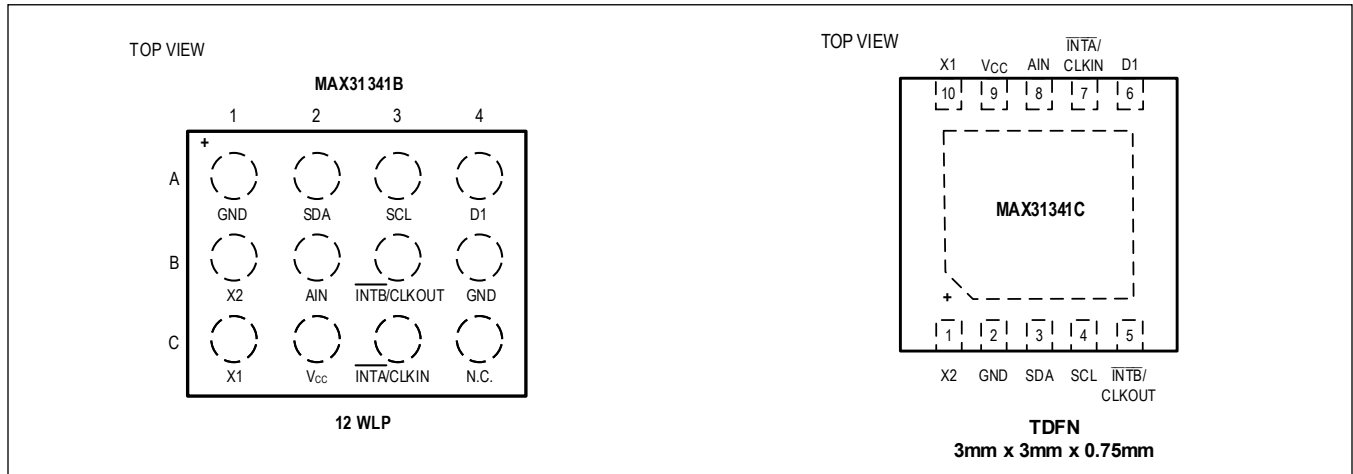 TOP VIEW
MAX31341B
1 2 3 4
+
A
GND SDA SCL D1
B
X2 AIN INTB/CLKOUT GND
C
X1 VCC INTA/CLKIN N.C.
12 WLP
TOP VIEW
X1 VCC AIN INTA/CLKIN D1
10 9 8 7 6
MAX31341C
+
1 2 3 4 5
X2 GND SDA SCL INTB/CLKOUT
TDFN
3mm x 3mm x 0.75mm